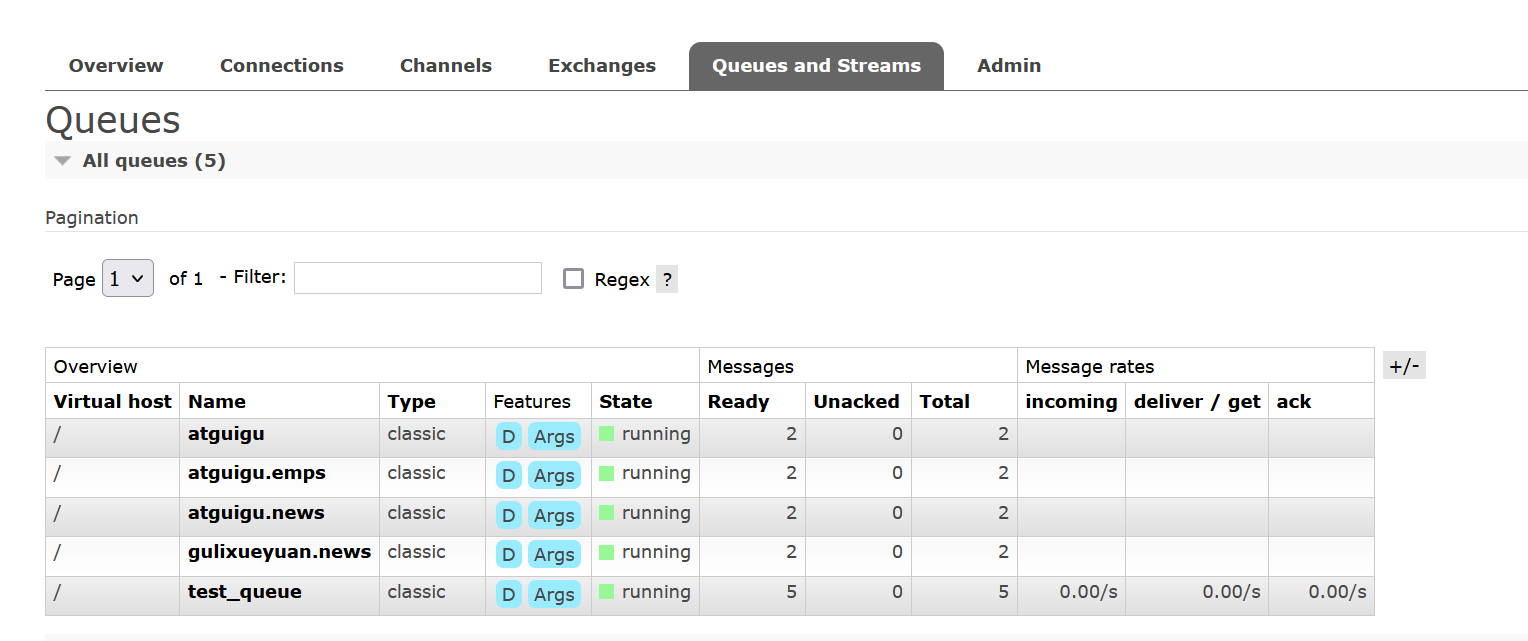 Overview Connections Channels Exchanges Queues and Streams Admin
Queues
All queues (5)
Pagination
Page 1 of 1 - Filter: Regex ?
Overview Messages Message rates +/-
Virtual host Name Type Features State Ready Unacked Total incoming deliver / get ack
/ atguigu classic D Args running 2 0 2
/ atguigu.emps classic D Args running 2 0 2
/ atguigu.news classic D Args running 2 0 2
/ gulixueyuan.news classic D Args running 2 0 2
/ test_queue classic D Args running 5 0 5 0.00/s 0.00/s 0.00/s